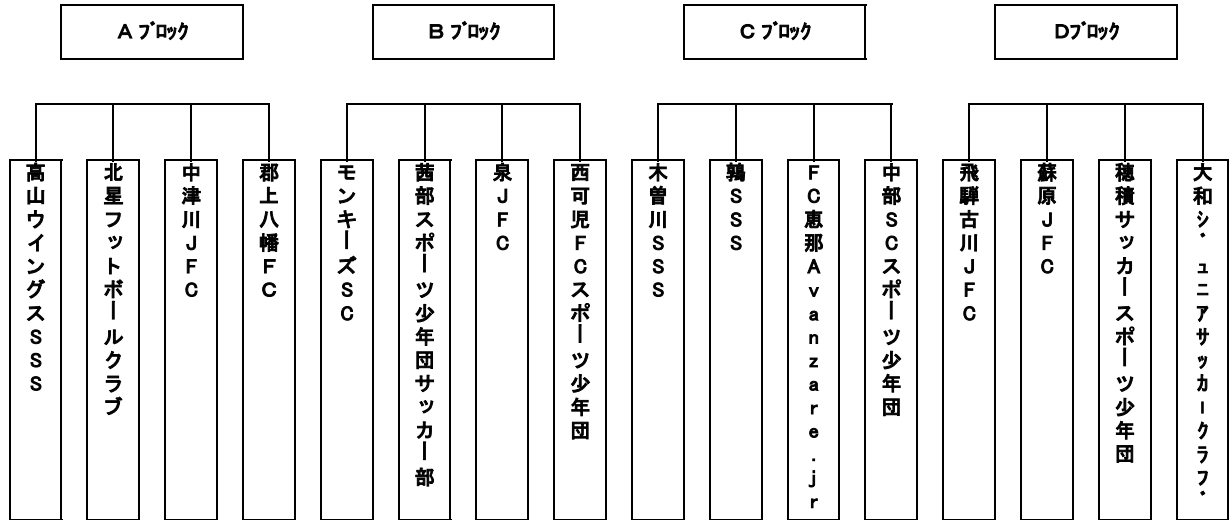 A ブロック
B ブロック
C ブロック
Dブロック
高山ウイングスSSS
北星フットボールクラブ
中津川JFC
郡上八幡FC
モンキーズSC
茜部スポーツ少年団サッカー部
泉JFC
西可児FCスポーツ少年団
木曽川SSS
鶉SSS
FC恵那Avanzare.jr
中部SCスポーツ少年団
飛騨古川JFC
蘇原JFC
穂積サッカースポーツ少年団
大和ジュニアサッカークラブ